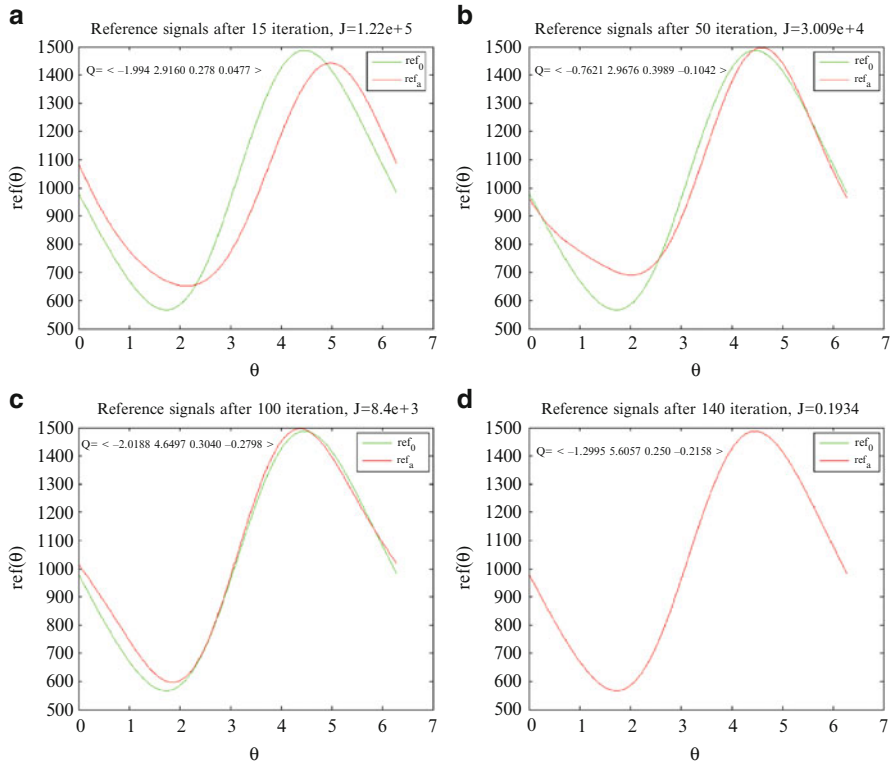 a
Reference signals after 15 iteration, J=1.22e+5
1500
1400
1300
1200
1100
1000
900
800
700
600
500
ref(θ)
Q= < –1.994 2.9160 0.278 0.0477 >
ref₀
refₐ
0 1 2 3 4 5 6 7
θ
b
Reference signals after 50 iteration, J=3.009e+4
1500
1400
1300
1200
1100
1000
900
800
700
600
500
ref(θ)
Q= < –0.7621 2.9676 0.3989 –0.1042 >
ref₀
refₐ
0 1 2 3 4 5 6 7
θ
c
Reference signals after 100 iteration, J=8.4e+3
1500
1400
1300
1200
1100
1000
900
800
700
600
500
ref(θ)
Q= < –2.0188 4.6497 0.3040 –0.2798 >
ref₀
refₐ
0 1 2 3 4 5 6 7
θ
d
Reference signals after 140 iteration, J=0.1934
1500
1400
1300
1200
1100
1000
900
800
700
600
500
ref(θ)
Q= < –1.2995 5.6057 0.250 –0.2158 >
ref₀
refₐ
0 1 2 3 4 5 6 7
θ